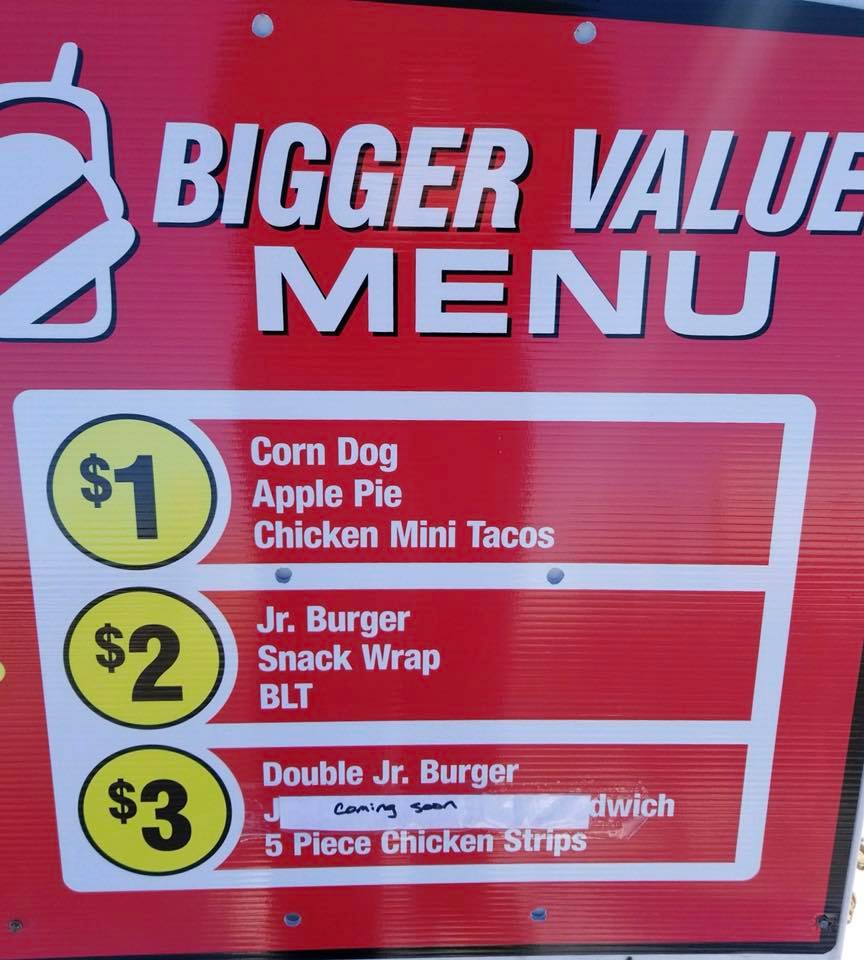 BIGGER VALUE
MENU
$1
Corn Dog
Apple Pie
Chicken Mini Tacos
$2
Jr. Burger
Snack Wrap
BLT
$3
Double Jr. Burger
J coming soon dwich
5 Piece Chicken Strips